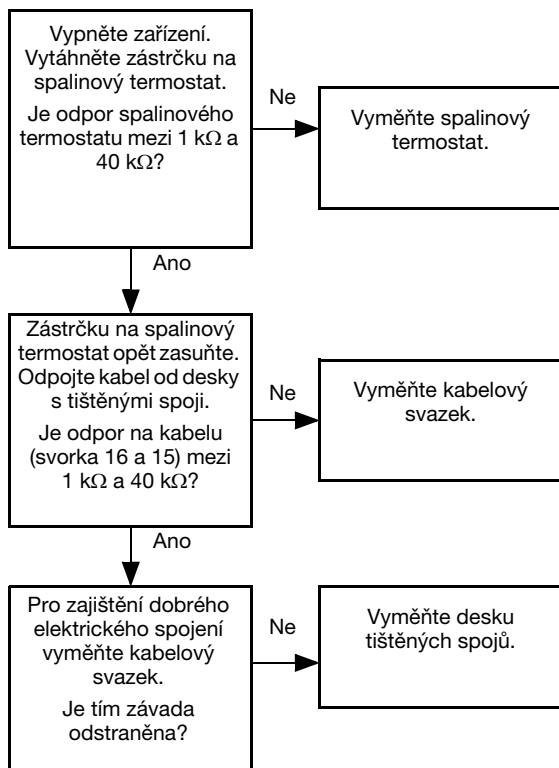 Vypněte zařízení.
Vytáhněte zástrčku na
spalinový termostat.
Je odpor spalinového
termostatu mezi 1 kΩ a
40 kΩ?
Ne
Vyměňte spalinový
termostat.
Ano
Zástrčku na spalinový
termostat opět zasuňte.
Odpojte kabel od desky
s tištěnými spoji.
Je odpor na kabelu
(svorka 16 a 15) mezi
1 kΩ a 40 kΩ?
Ne
Vyměňte kabelový
svazek.
Ano
Pro zajištění dobrého
elektrického spojení
vyměňte kabelový
svazek.
Je tím závada
odstraněna?
Ne
Vyměňte desku
tištěných spojů.